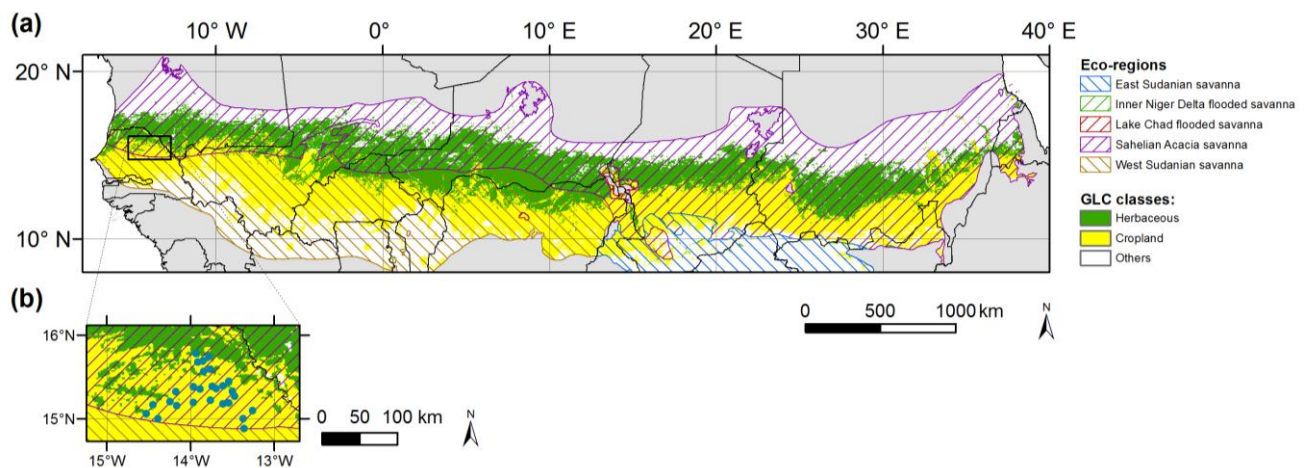 (a)
10° W 0° 10° E 20° E 30° E 40° E
20° N
10° N
Eco-regions
East Sudanian savanna
Inner Niger Delta flooded savanna
Lake Chad flooded savanna
Sahelian Acacia savanna
West Sudanian savanna
GLC classes:
Herbaceous
Cropland
Others
0 500 1000 km
N
(b)
16°N
15°N
15°W 14°W 13°W
0 50 100 km
N